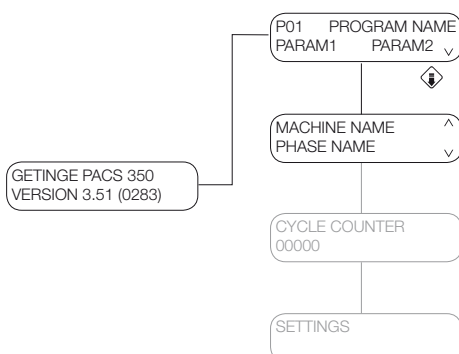 P01 PROGRAM NAME
PARAM1 PARAM2
MACHINE NAME
PHASE NAME
GETINGE PACS 350
VERSION 3.51 (0283)
CYCLE COUNTER
00000
SETTINGS